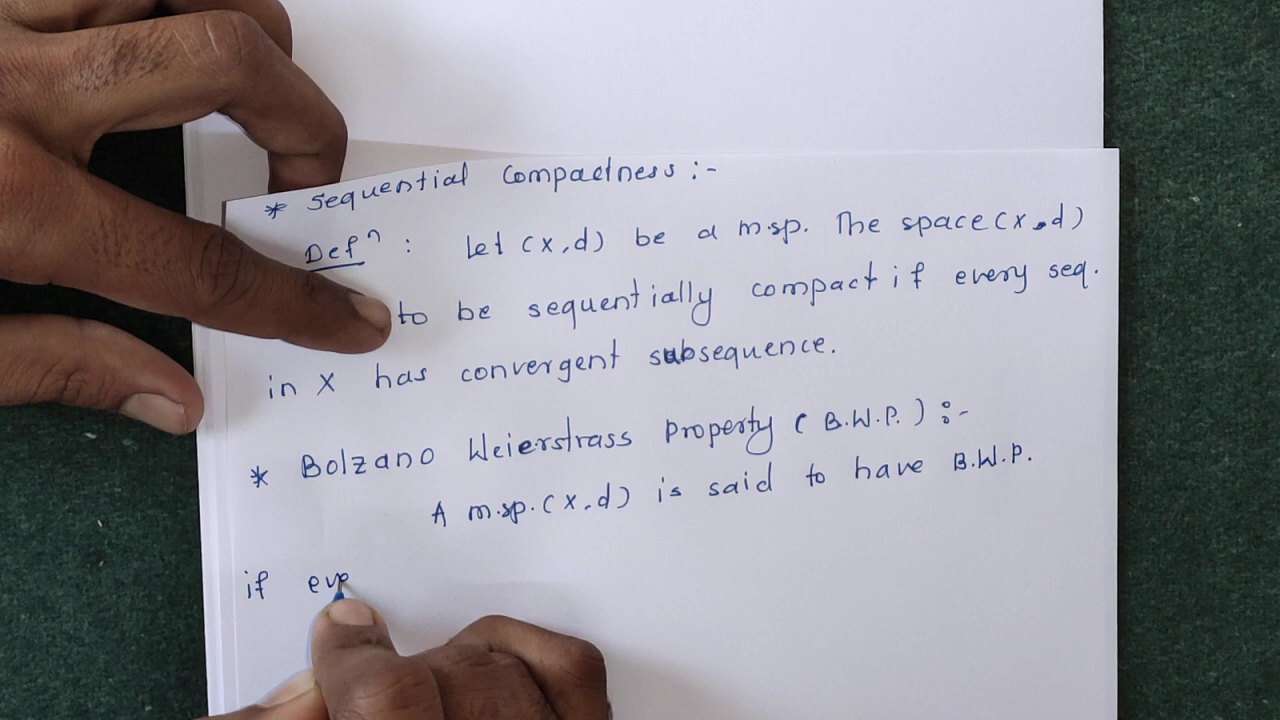 * Sequential Compactness :-
Defⁿ : Let (X,d) be a m.sp. The space (X,d)
to be sequentially compact if every seq.
in X has convergent subsequence.
* Bolzano Weierstrass Property (B.W.P.) :-
A m.sp. (X,d) is said to have B.W.P.
if eve